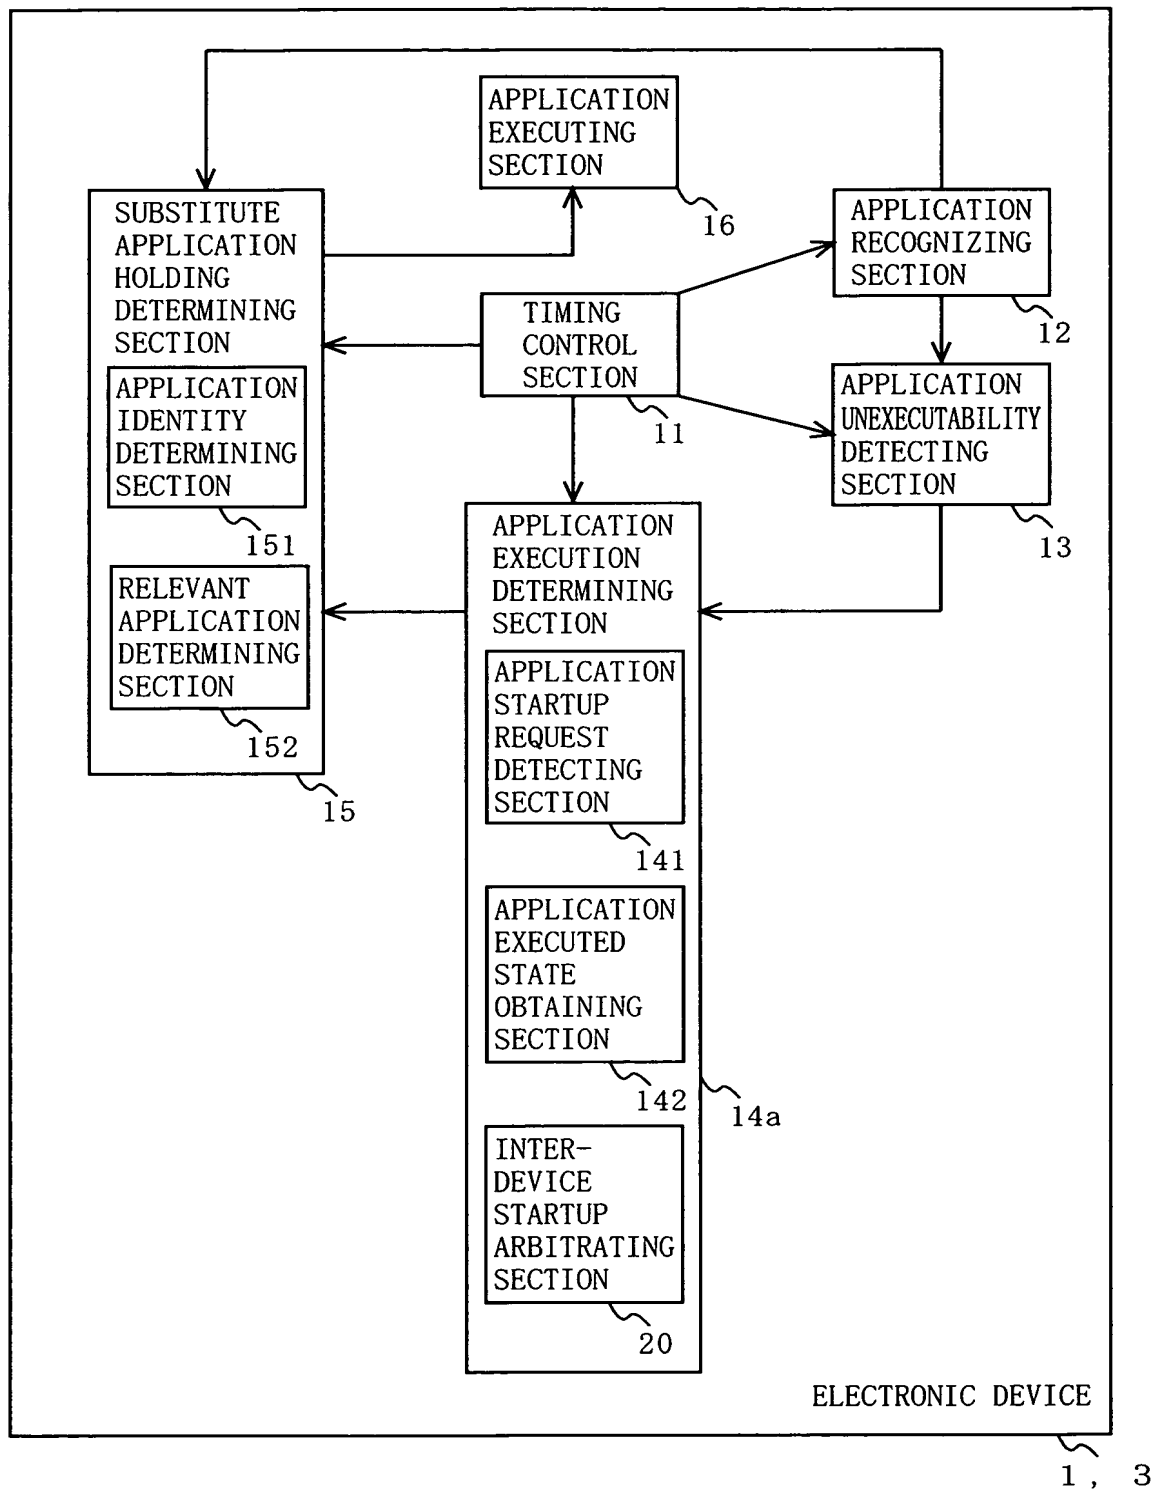 APPLICATION
EXECUTING
SECTION
16
SUBSTITUTE
APPLICATION
HOLDING
DETERMINING
SECTION
APPLICATION
RECOGNIZING
SECTION
12
TIMING
CONTROL
SECTION
11
APPLICATION
IDENTITY
DETERMINING
SECTION
151
APPLICATION
UNEXECUTABILITY
DETECTING
SECTION
13
RELEVANT
APPLICATION
DETERMINING
SECTION
152
15
APPLICATION
EXECUTION
DETERMINING
SECTION
APPLICATION
STARTUP
REQUEST
DETECTING
SECTION
141
APPLICATION
EXECUTED
STATE
OBTAINING
SECTION
142
14a
INTER-
DEVICE
STARTUP
ARBITRATING
SECTION
20
ELECTRONIC DEVICE
1, 3